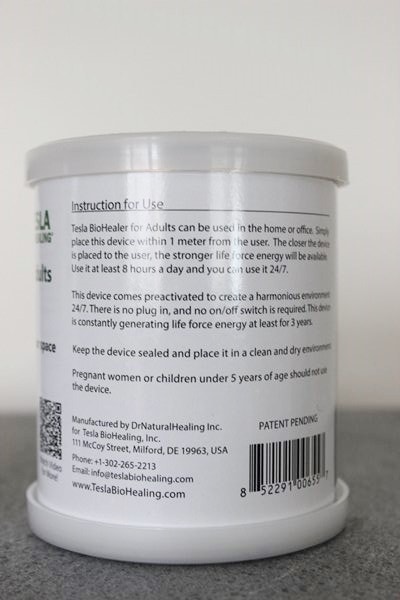 Instruction for Use
Tesla BioHealer for Adults can be used in the home or office. Simply
place this device within 1 meter from the user. The closer the device
is placed to the user, the stronger life force energy will be available.
Use it at least 8 hours a day and you can use it 24/7.
This device comes preactivated to create a harmonious environment
24/7. There is no plug in, and no on/off switch is required. This device
is constantly generating life force energy at least for 3 years.
Keep the device sealed and place it in a clean and dry environment
Pregnant women or children under 5 years of age should not use
the device.
Manufactured by DrNaturalHealing Inc.
for Tesla BioHealing, Inc.
111 McCoy Street, Milford, DE 19963, USA
Phone: +1-302-265-2213
Email: info@teslabiohealing.com
www.TeslaBioHealing.com
PATENT PENDING
8 52291 00655 7
space
Video
More!